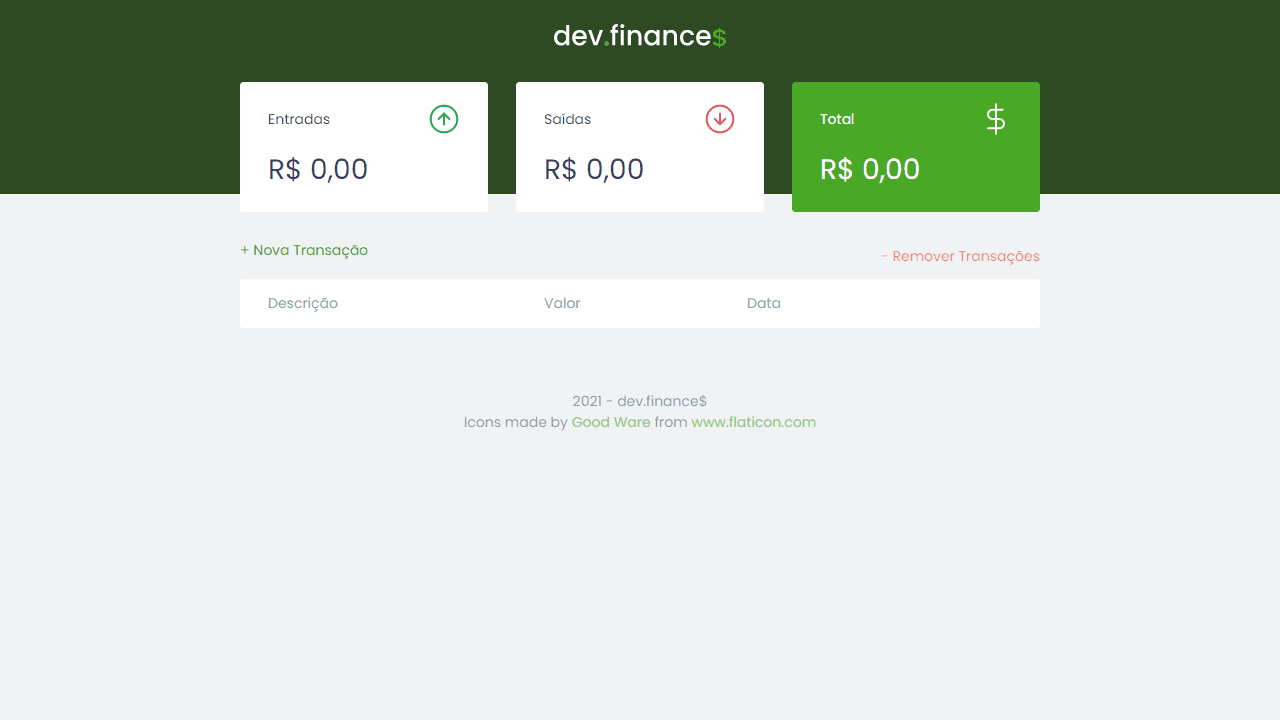 dev.finance$
Entradas
R$ 0,00
Saídas
R$ 0,00
Total
R$ 0,00
+ Nova Transação
- Remover Transações
Descrição Valor Data
2021 - dev.finance$
Icons made by Good Ware from www.flaticon.com